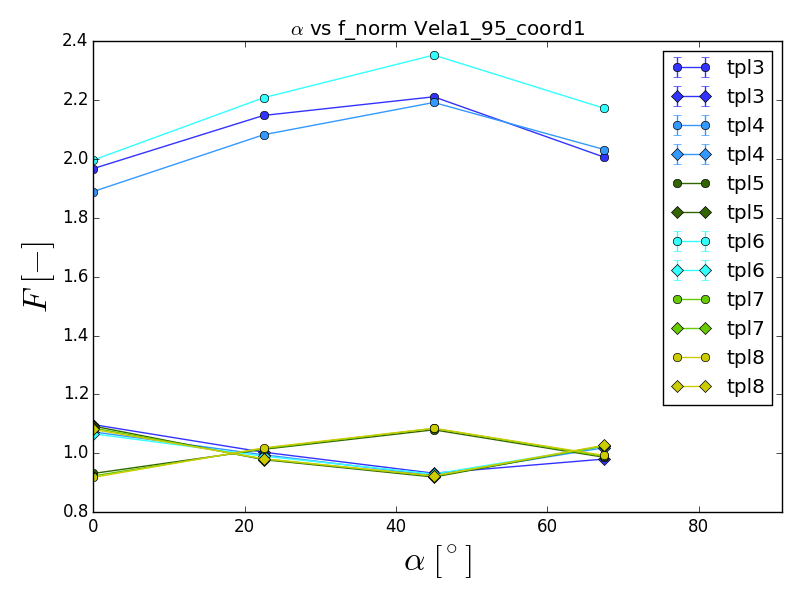 α vs f_norm Vela1_95_coord1
2.4
2.2
2.0
1.8
1.6
1.4
1.2
1.0
0.8
F [−]
0 20 40 60 80
α [°]
tpl3
tpl3
tpl4
tpl4
tpl5
tpl5
tpl6
tpl6
tpl7
tpl7
tpl8
tpl8